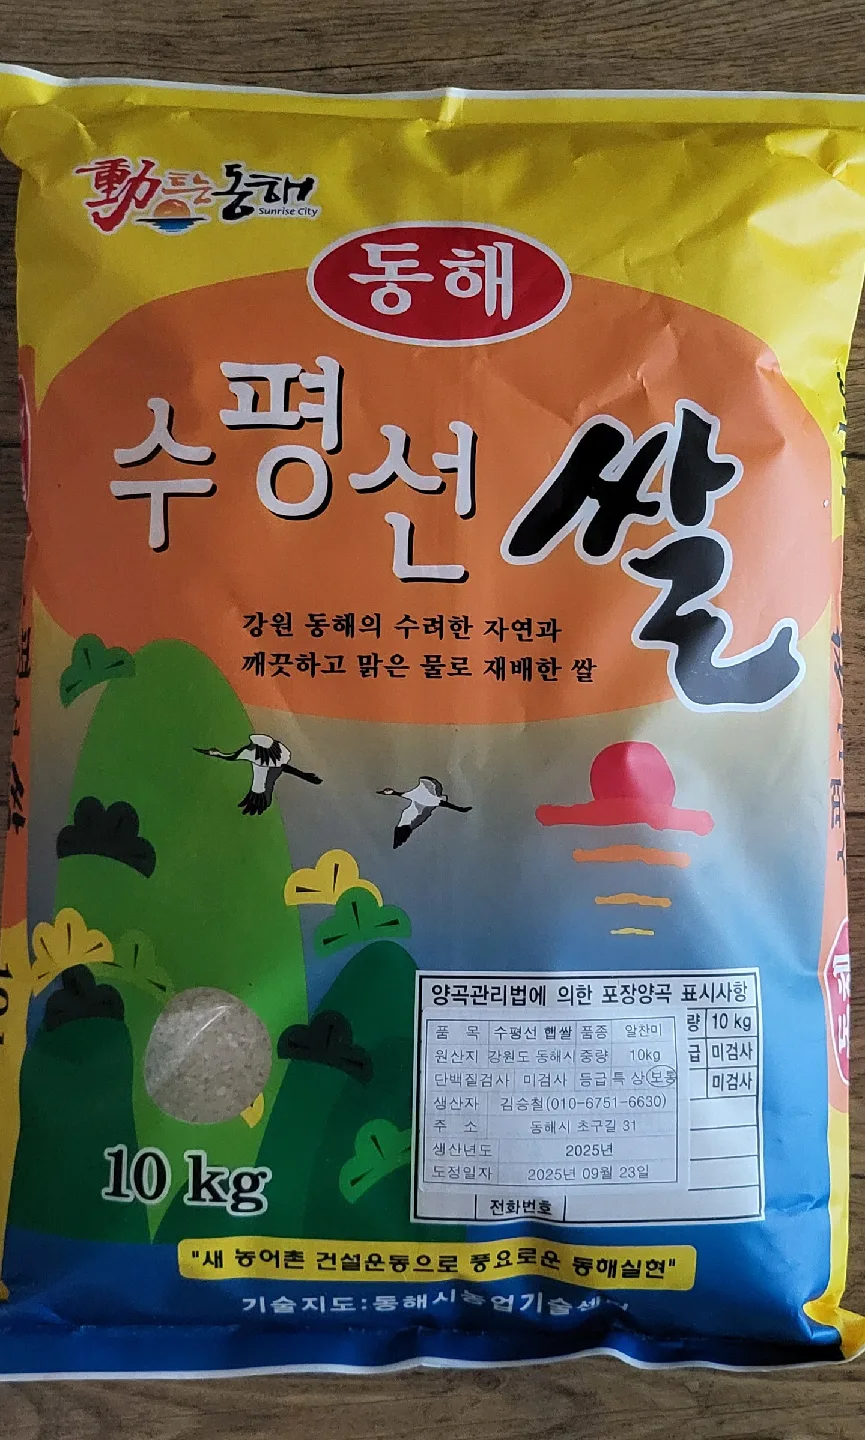 動트는동해
Sunrise City
동해
수평선 쌀
강원 동해의 수려한 자연과
깨끗하고 맑은 물로 재배한 쌀
양곡관리법에 의한 포장양곡 표시사항
품 목 수평선 햅쌀 품종 알찬미
원산지 강원도 동해시 중량 10kg
단백질검사 미검사 등급 특 상 보통
생산자 김승철(010-6751-6630)
주 소 동해시 초구길 31
생산년도 2025년
도정일자 2025년 09월 23일
량 10 kg
급 미검사
미검사
전화번호
10 kg
"새 농어촌 건설운동으로 풍요로운 동해실현"
기술지도:동해시농업기술센터